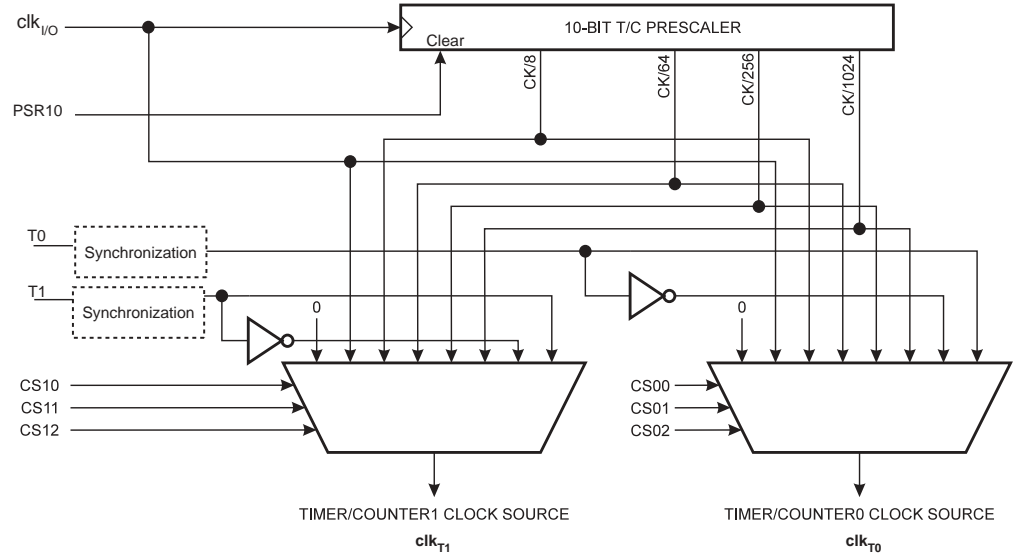 clkI/O
10-BIT T/C PRESCALER
Clear
CK/8
CK/64
CK/256
CK/1024
PSR10
T0
Synchronization
T1
Synchronization
0
0
CS10
CS11
CS12
CS00
CS01
CS02
TIMER/COUNTER1 CLOCK SOURCE
clkT1
TIMER/COUNTER0 CLOCK SOURCE
clkT0